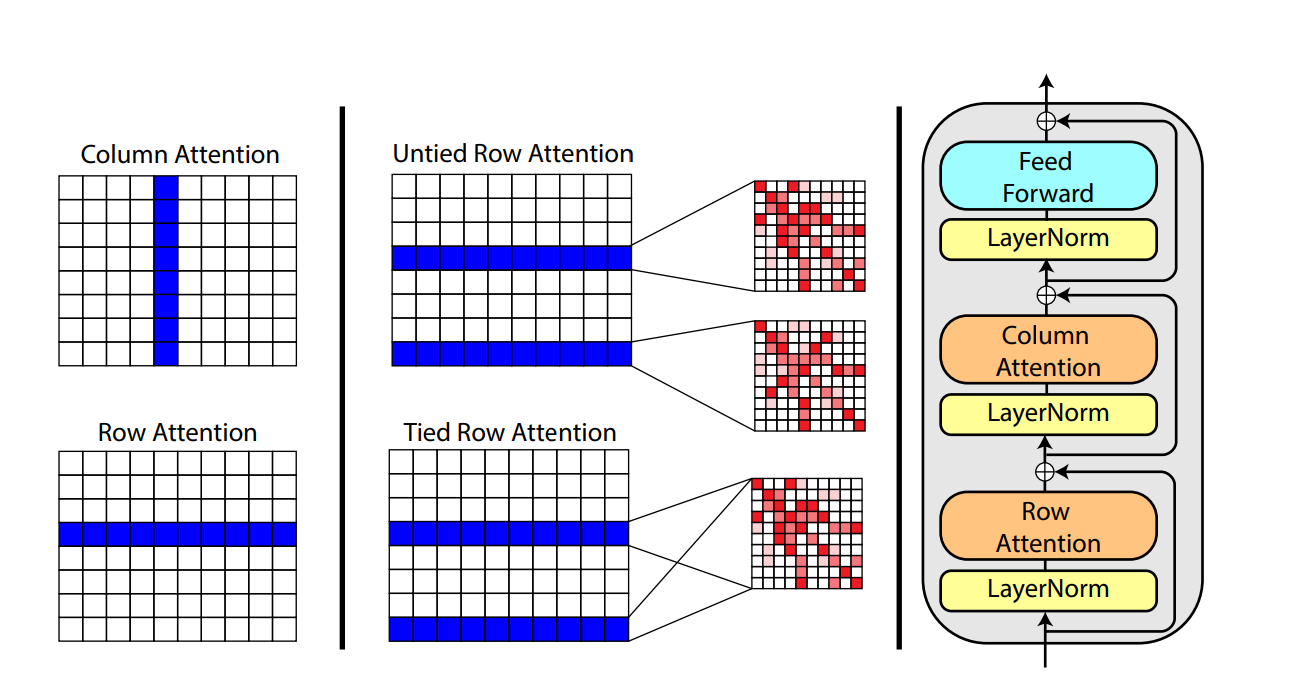 Column Attention
Row Attention
Untied Row Attention
Tied Row Attention
Feed
Forward
LayerNorm
Column
Attention
LayerNorm
Row
Attention
LayerNorm